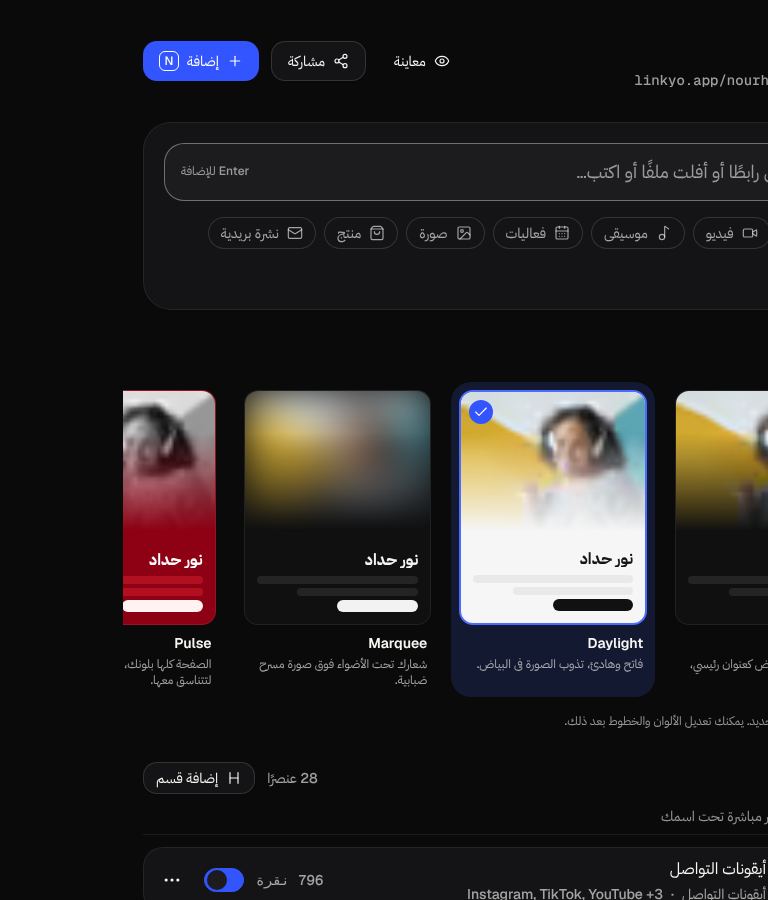 معاينة
مشاركة
إضافة N
linkyo.app/nourh
رابطًا أو أفلت ملفًا أو اكتب...
Enter للإضافة
فيديو
موسيقى
فعاليات
صورة
منتج
نشرة بريدية
نور حداد
نور حداد
نور حداد
Daylight
Marquee
Pulse
كعنوان رئيسي،
فاتح وهادئ، تذوب الصورة في البياض.
شعارك تحت الأضواء فوق صورة مسرح
ضبابية.
الصفحة كلها بلونك،
لتتناسق معها.
يمكنك تعديل الألوان والخطوط بعد ذلك.
28 عنصرًا
إضافة قسم
مباشرة تحت اسمك
أيقونات التواصل
796 نقرة
أيقونات التواصل · Instagram, TikTok, YouTube +3